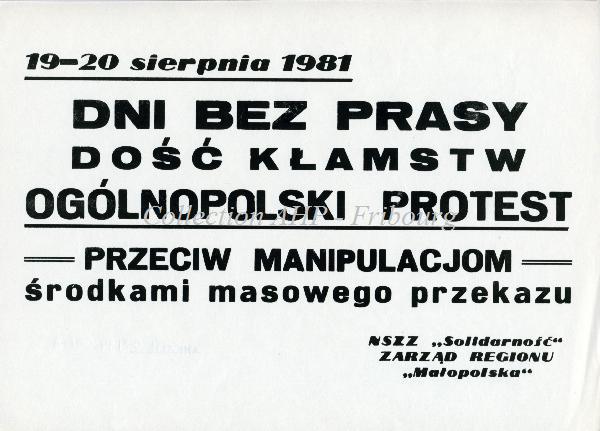 19–20 sierpnia 1981
DNI BEZ PRASY
DOŚĆ KŁAMSTW
OGÓLNOPOLSKI PROTEST
Collection AHP - Fribourg
PRZECIW MANIPULACJOM
środkami masowego przekazu
NSZZ „Solidarność“
ZARZĄD REGIONU
„Małopolska“